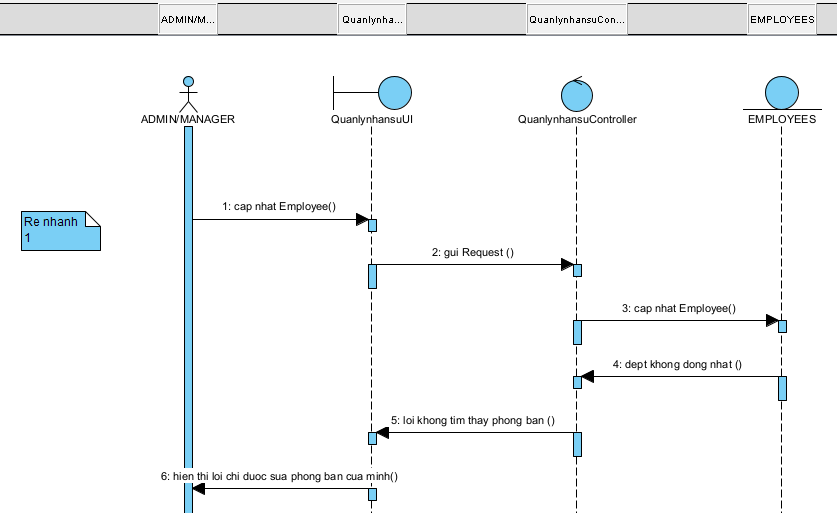 ADMIN/M...
Quanlynha...
QuanlynhansuCon...
EMPLOYEES
ADMIN/MANAGER
QuanlynhansuUI
QuanlynhansuController
EMPLOYEES
Re nhanh
1
1: cap nhat Employee()
2: gui Request ()
3: cap nhat Employee()
4: dept khong dong nhat ()
5: loi khong tim thay phong ban ()
6: hien thi loi chi duoc sua phong ban cua minh()